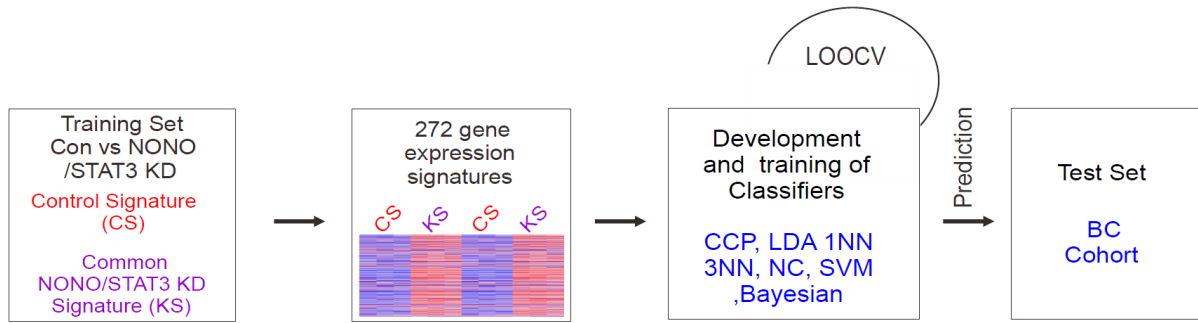 LOOCV
Training Set
Con vs NONO
/STAT3 KD
Control Signature
(CS)
Common
NONO/STAT3 KD
Signature (KS)
272 gene
expression
signatures
CS
KS
CS
KS
Development
and training of
Classifiers
CCP, LDA 1NN
3NN, NC, SVM
,Bayesian
Prediction
Test Set
BC
Cohort